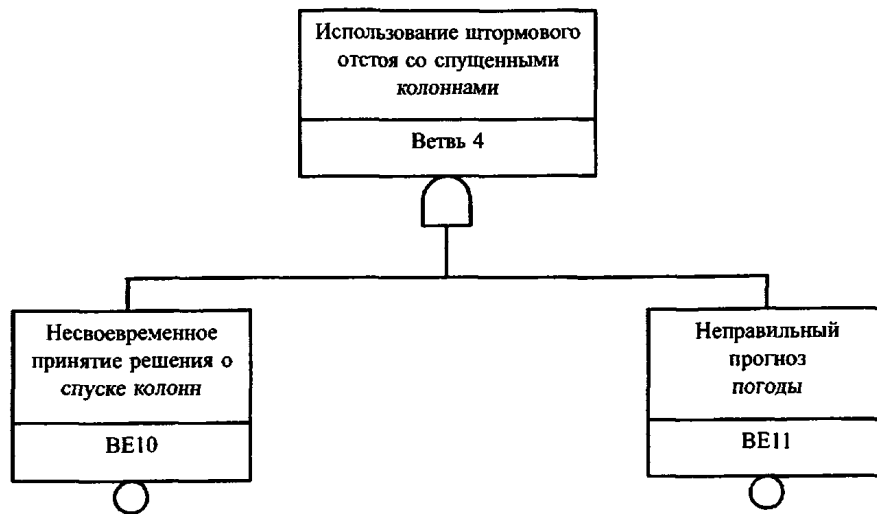 Использование штормового
отстоя со спущенными
колоннами
Ветвь 4
Несвоевременное
принятие решения о
спуске колонн
BE10
Неправильный
прогноз
погоды
BE11